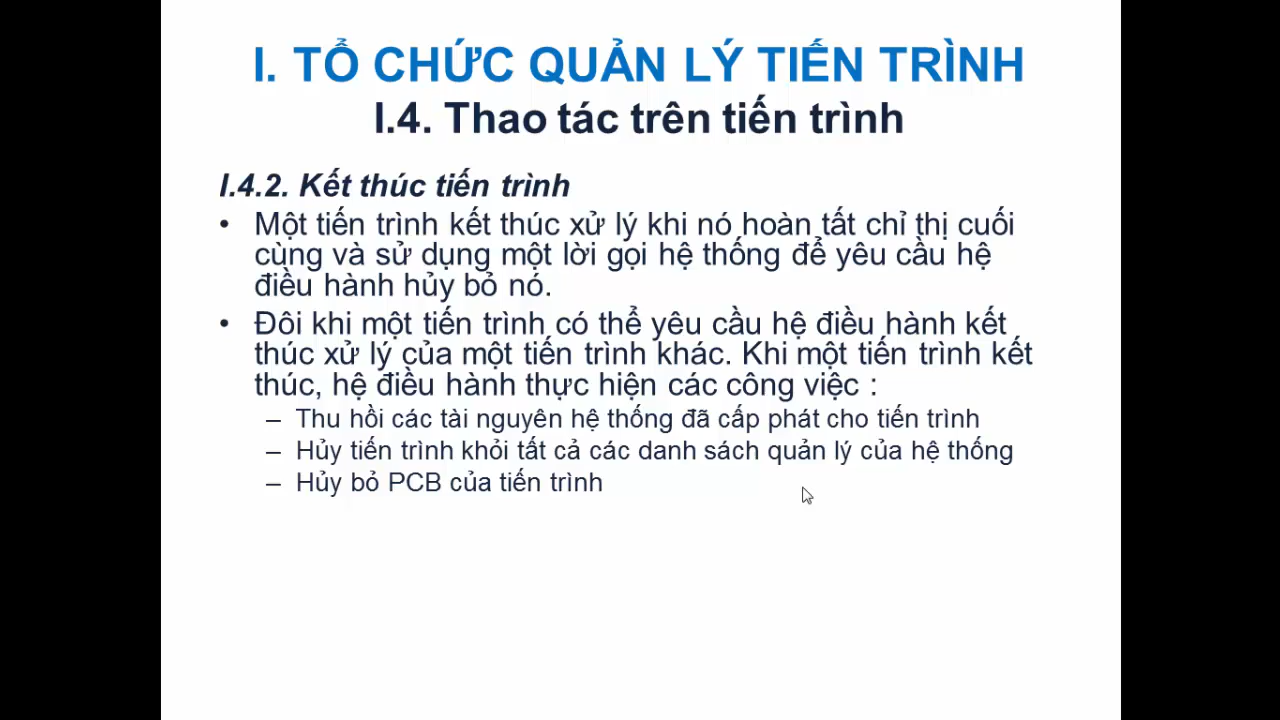 I. TỔ CHỨC QUẢN LÝ TIẾN TRÌNH
I.4. Thao tác trên tiến trình
I.4.2. Kết thúc tiến trình
• Một tiến trình kết thúc xử lý khi nó hoàn tất chỉ thị cuối
cùng và sử dụng một lời gọi hệ thống để yêu cầu hệ
điều hành hủy bỏ nó.
• Đôi khi một tiến trình có thể yêu cầu hệ điều hành kết
thúc xử lý của một tiến trình khác. Khi một tiến trình kết
thúc, hệ điều hành thực hiện các công việc :
– Thu hồi các tài nguyên hệ thống đã cấp phát cho tiến trình
– Hủy tiến trình khỏi tất cả các danh sách quản lý của hệ thống
– Hủy bỏ PCB của tiến trình